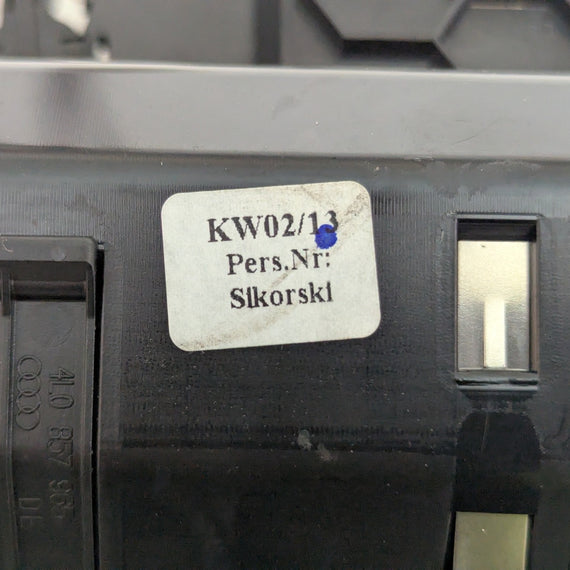 KW02/13
Pers.Nr:
Sikorski
4L0 857
DE